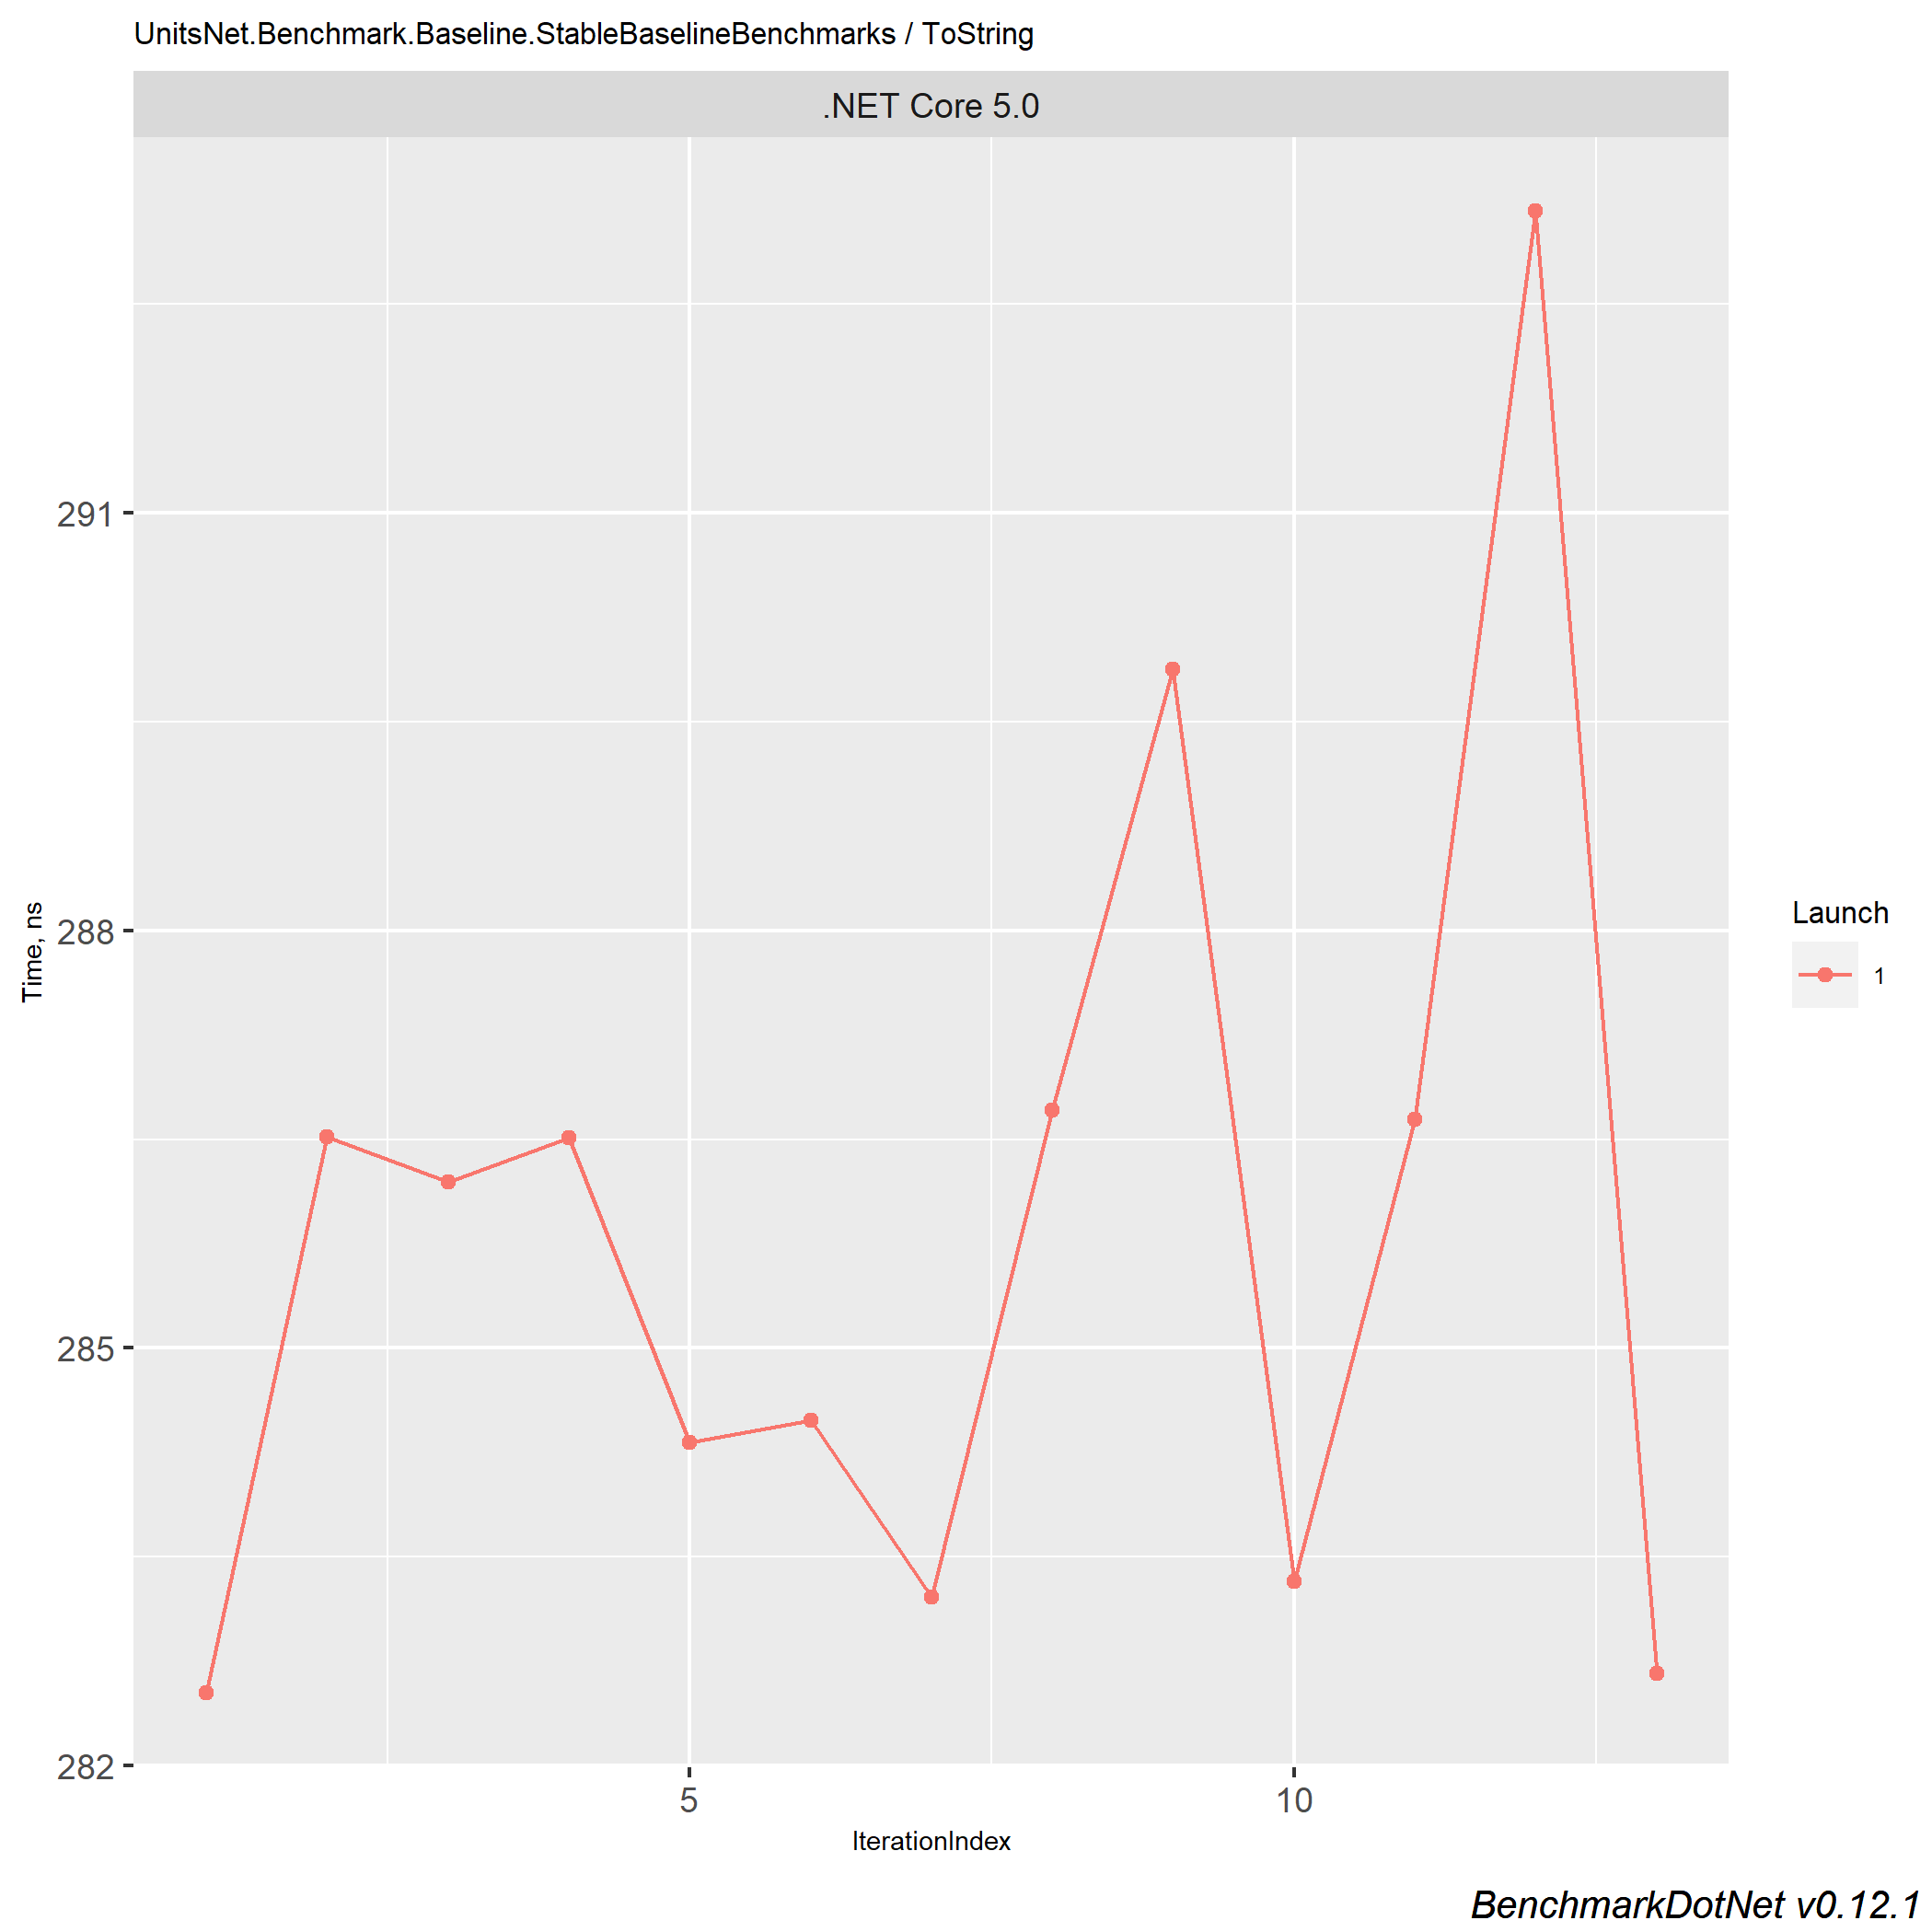 UnitsNet.Benchmark.Baseline.StableBaselineBenchmarks / ToString
.NET Core 5.0
291
288
285
282
Time, ns
5
10
IterationIndex
Launch
1
BenchmarkDotNet v0.12.1